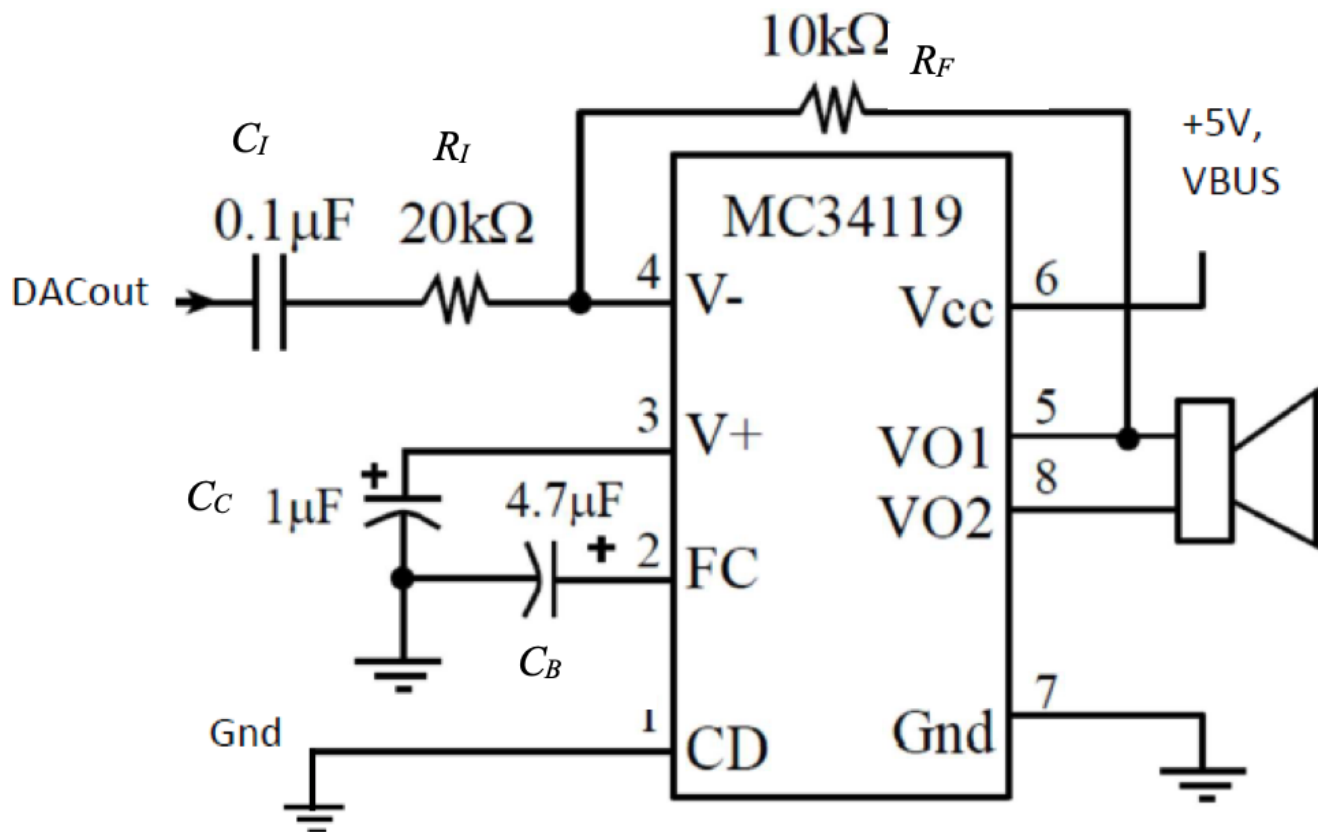 10kΩ
R_F
C_I
R_I
+5V,
VBUS
0.1μF
20kΩ
MC34119
DACout
4
V-
Vcc
6
3
V+
5
VO1
C_C
1μF
+
4.7μF
+
2
FC
8
VO2
C_B
7
Gnd
Gnd
1
CD